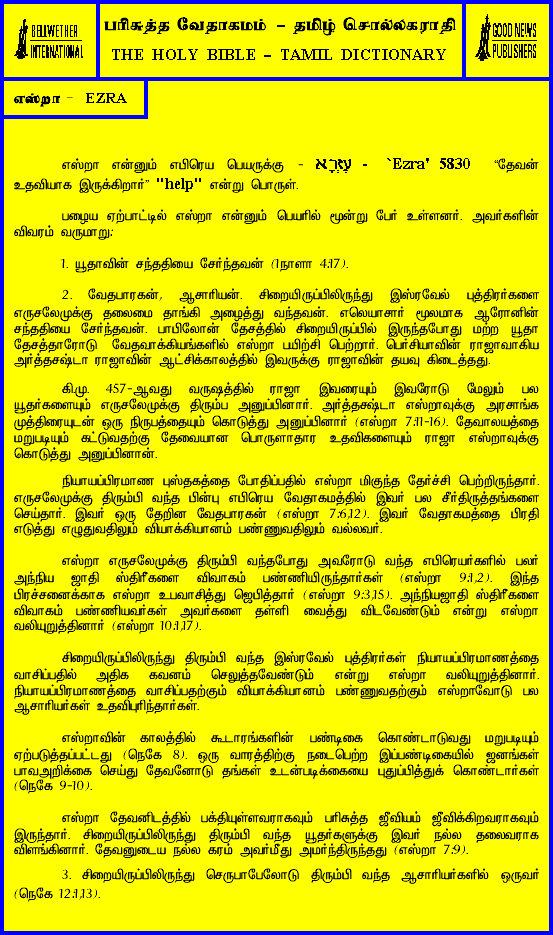 BELLWETHER
INTERNATIONAL
பரிசுத்த வேதாகமம் - தமிழ் சொல்லகராதி
THE HOLY BIBLE - TAMIL DICTIONARY
GOOD NEWS
PUBLISHERS
எஸ்றா - EZRA
எஸ்றா என்னும் எபிரெய பெயருக்கு - עֶזְרָא - `Ezra' 5830 “தேவன்
உதவியாக இருக்கிறார்” "help" என்று பொருள்.
பழைய ஏற்பாட்டில் எஸ்றா என்னும் பெயரில் மூன்று பேர் உள்ளனர். அவர்களின்
விவரம் வருமாறு:
1. யூதாவின் சந்ததியை சேர்ந்தவன் (1நாளா 4:17).
2. வேதபாரகன், ஆசாரியன். சிறையிருப்பிலிருந்து இஸ்ரவேல் புத்திரர்களை
எருசலேமுக்கு தலைமை தாங்கி அழைத்து வந்தவன். எலெயாசார் மூலமாக ஆரோனின்
சந்ததியை சேர்ந்தவன். பாபிலோன் தேசத்தில் சிறையிருப்பில் இருந்தபோது மற்ற யூதா
தேசத்தாரோடு வேதவாக்கியங்களில் எஸ்றா பயிற்சி பெற்றார். பெர்சியாவின் ராஜாவாகிய
அர்த்தசஷ்டா ராஜாவின் ஆட்சிக்காலத்தில் இவருக்கு ராஜாவின் தயவு கிடைத்தது.
கி.மு. 457-ஆவது வருஷத்தில் ராஜா இவரையும் இவரோடு மேலும் பல
யூதர்களையும் எருசலேமுக்கு திரும்ப அனுப்பினார். அர்த்தசஷ்டா எஸ்றாவுக்கு அரசாங்க
முத்திரையுடன் ஒரு நிருபத்தையும் கொடுத்து அனுப்பினார் (எஸ்றா 7:11-16). தேவாலயத்தை
மறுபடியும் கட்டுவதற்கு தேவையான பொருளாதார உதவிகளையும் ராஜா எஸ்றாவுக்கு
கொடுத்து அனுப்பினான்.
நியாயப்பிரமாண புஸ்தகத்தை போதிப்பதில் எஸ்றா மிகுந்த தேர்ச்சி பெற்றிருந்தார்.
எருசலேமுக்கு திரும்பி வந்த பின்பு எபிரெய வேதாகமத்தில் இவர் பல சீர்திருத்தங்களை
செய்தார். இவர் ஒரு தேறின வேதபாரகன் (எஸ்றா 7:6,12). இவர் வேதாகமத்தை பிரதி
எடுத்து எழுதுவதிலும் வியாக்கியானம் பண்ணுவதிலும் வல்லவர்.
எஸ்றா எருசலேமுக்கு திரும்பி வந்தபோது அவரோடு வந்த எபிரெயர்களில் பலர்
அந்நிய ஜாதி ஸ்திரீகளை விவாகம் பண்ணியிருந்தார்கள் (எஸ்றா 9:1,2). இந்த
பிரச்சனைக்காக எஸ்றா உபவாசித்து ஜெபித்தார் (எஸ்றா 9:3,15). அந்நியஜாதி ஸ்திரீகளை
விவாகம் பண்ணியவர்கள் அவர்களை தள்ளி வைத்து விடவேண்டும் என்று எஸ்றா
வலியுறுத்தினார் (எஸ்றா 10:1,17).
சிறையிருப்பிலிருந்து திரும்பி வந்த இஸ்ரவேல் புத்திரர்கள் நியாயப்பிரமாணத்தை
வாசிப்பதில் அதிக கவனம் செலுத்தவேண்டும் என்று எஸ்றா வலியுறுத்தினார்.
நியாயப்பிரமாணத்தை வாசிப்பதற்கும் வியாக்கியானம் பண்ணுவதற்கும் எஸ்றாவோடு பல
ஆசாரியர்கள் உதவிபுரிந்தார்கள்.
எஸ்றாவின் காலத்தில் கூடாரங்களின் பண்டிகை கொண்டாடுவது மறுபடியும்
ஏற்படுத்தப்பட்டது (நெகே 8). ஒரு வாரத்திற்கு நடைபெற்ற இப்பண்டிகையில் ஜனங்கள்
பாவஅறிக்கை செய்து தேவனோடு தங்கள் உடன்படிக்கையை புதுப்பித்துக் கொண்டார்கள்
(நெகே 9-10).
எஸ்றா தேவனிடத்தில் பக்தியுள்ளவராகவும் பரிசுத்த ஜீவியம் ஜீவிக்கிறவராகவும்
இருந்தார். சிறையிருப்பிலிருந்து திரும்பி வந்த யூதர்களுக்கு இவர் நல்ல தலைவராக
விளங்கினார். தேவனுடைய நல்ல கரம் அவர்மீது அமர்ந்திருந்தது (எஸ்றா 7:9).
3. சிறையிருப்பிலிருந்து செருபாபேலோடு திரும்பி வந்த ஆசாரியர்களில் ஒருவர்
(நெகே 12:1,13).